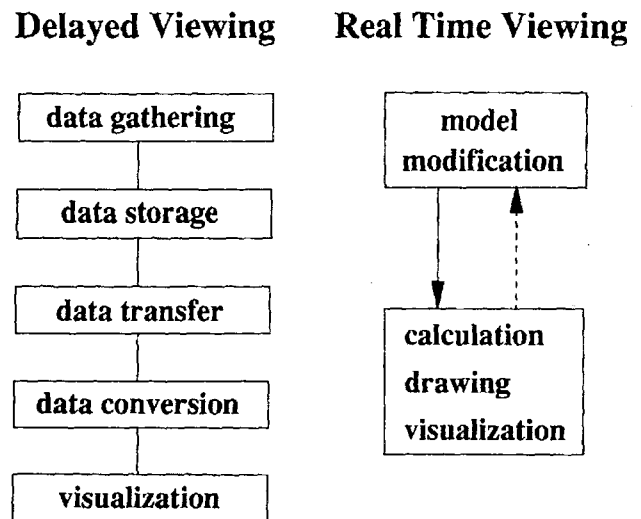 Delayed Viewing
data gathering
data storage
data transfer
data conversion
visualization
Real Time Viewing
model
modification
calculation
drawing
visualization